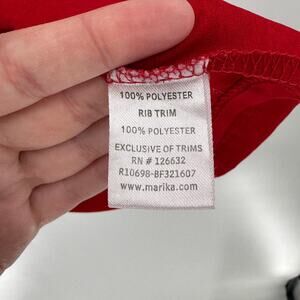 100% POLYESTER
RIB TRIM
100% POLYESTER
EXCLUSIVE OF TRIMS
RN # 126632
R10698-BF321607
www.marika.com